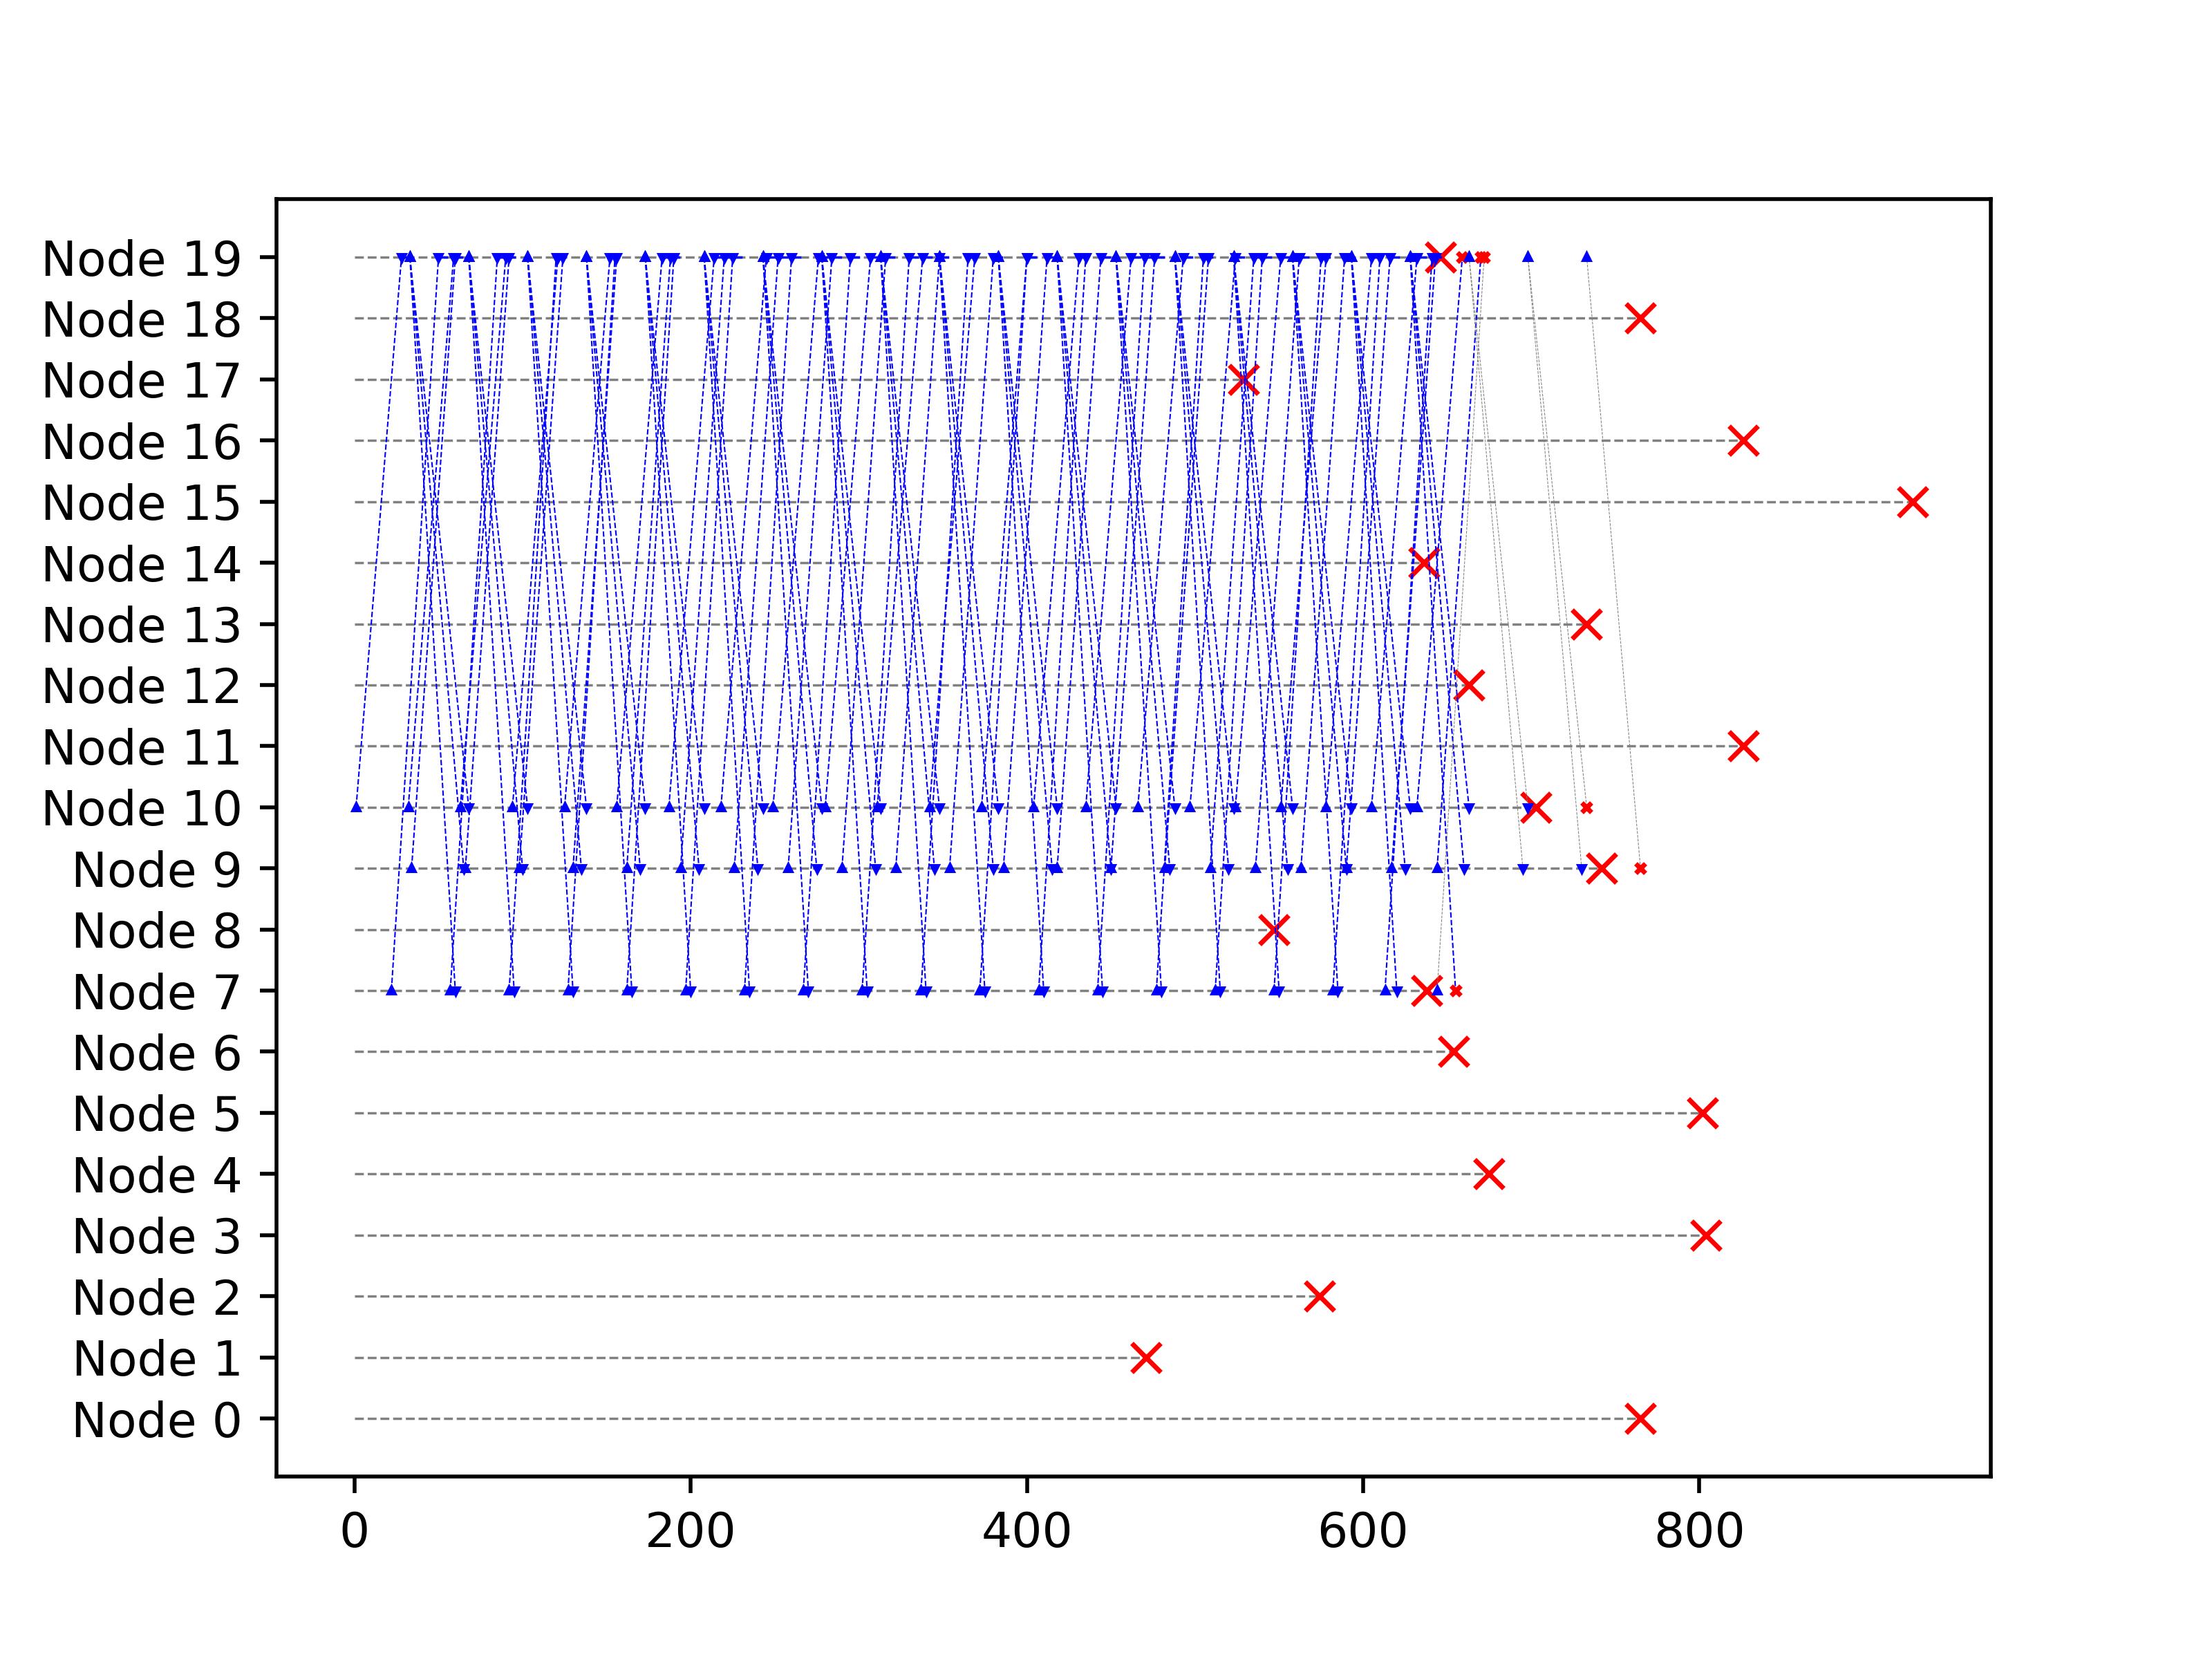 Node 19
Node 18
Node 17
Node 16
Node 15
Node 14
Node 13
Node 12
Node 11
Node 10
Node 9
Node 8
Node 7
Node 6
Node 5
Node 4
Node 3
Node 2
Node 1
Node 0
0 200 400 600 800